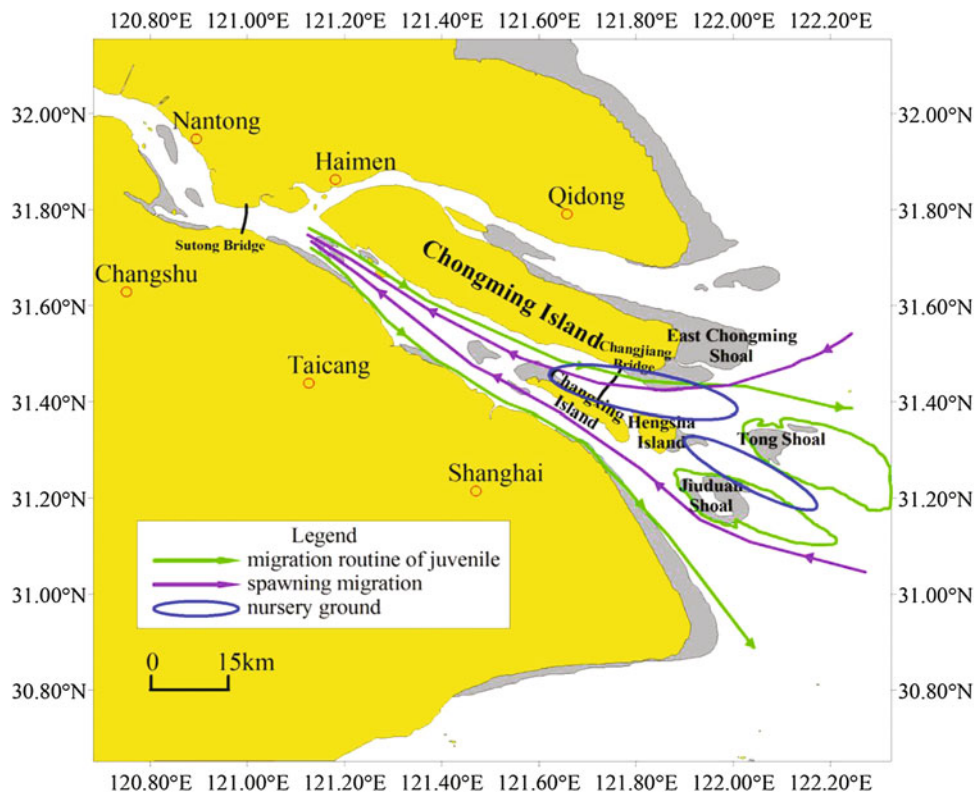 120.80°E 121.00°E 121.20°E 121.40°E 121.60°E 121.80°E 122.00°E 122.20°E
32.00°N 32.00°N
Nantong
Haimen
Qidong
31.80°N 31.80°N
Sutong Bridge
Changshu
Chongming Island
31.60°N 31.60°N
East Chongming
Shoal
Changjiang
Bridge
Taicang
31.40°N 31.40°N
Changxing
Island
Hengsha
Island
Tong Shoal
Shanghai
Jiuduan
Shoal
31.20°N 31.20°N
Legend
migration routine of juvenile
spawning migration
nursery ground
31.00°N 31.00°N
0 15km
30.80°N 30.80°N
120.80°E 121.00°E 121.20°E 121.40°E 121.60°E 121.80°E 122.00°E 122.20°E